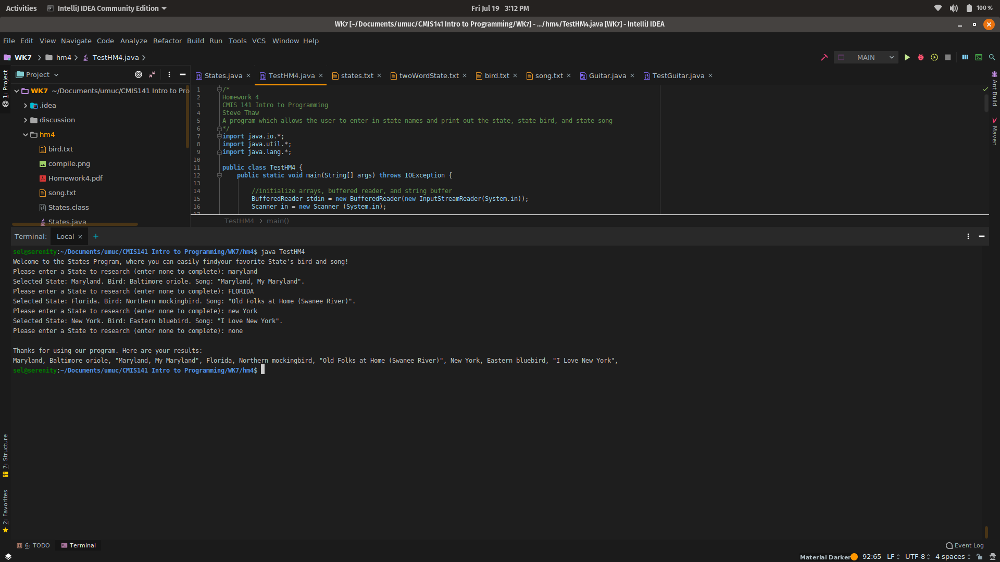 Activities IntelliJ IDEA Community Edition Fri Jul 19 3:12 PM 100 %
WK7 [~/Documents/umuc/CMIS141 Intro to Programming/WK7] - .../hm4/TestHM4.java [WK7] - IntelliJ IDEA
File Edit View Navigate Code Analyze Refactor Build Run Tools VCS Window Help
WK7 hm4 TestHM4.java MAIN
Project
States.java TestHM4.java states.txt twoWordState.txt bird.txt song.txt Guitar.java TestGuitar.java
WK7 ~/Documents/umuc/CMIS141 Intro to Pro
.idea
discussion
hm4
bird.txt
compile.png
Homework4.pdf
song.txt
States.class
States.java
1 /*
2 Homework 4
3 CMIS 141 Intro to Programming
4 Steve Thaw
5 A program which allows the user to enter in state names and print out the state, state bird, and state song
6 */
7 import java.io.*;
8 import java.util.*;
9 import java.lang.*;
10
11 public class TestHM4 {
12 public static void main(String[] args) throws IOException {
13
14 //initialize arrays, buffered reader, and string buffer
15 BufferedReader stdin = new BufferedReader(new InputStreamReader(System.in));
16 Scanner in = new Scanner (System.in);
17
TestHM4 › main()
1: Project
7: Structure
2: Favorites
Ant Build
Maven
Terminal: Local +
sel@serenity:~/Documents/umuc/CMIS141 Intro to Programming/WK7/hm4$ java TestHM4
Welcome to the States Program, where you can easily findyour favorite State's bird and song!
Please enter a State to research (enter none to complete): maryland
Selected State: Maryland. Bird: Baltimore oriole. Song: "Maryland, My Maryland".
Please enter a State to research (enter none to complete): FLORIDA
Selected State: Florida. Bird: Northern mockingbird. Song: "Old Folks at Home (Swanee River)".
Please enter a State to research (enter none to complete): new York
Selected State: New York. Bird: Eastern bluebird. Song: "I Love New York".
Please enter a State to research (enter none to complete): none
Thanks for using our program. Here are your results:
Maryland, Baltimore oriole, "Maryland, My Maryland", Florida, Northern mockingbird, "Old Folks at Home (Swanee River)", New York, Eastern bluebird, "I Love New York",
sel@serenity:~/Documents/umuc/CMIS141 Intro to Programming/WK7/hm4$
6: TODO Terminal Event Log
Material Darker 92:65 LF UTF-8 4 spaces